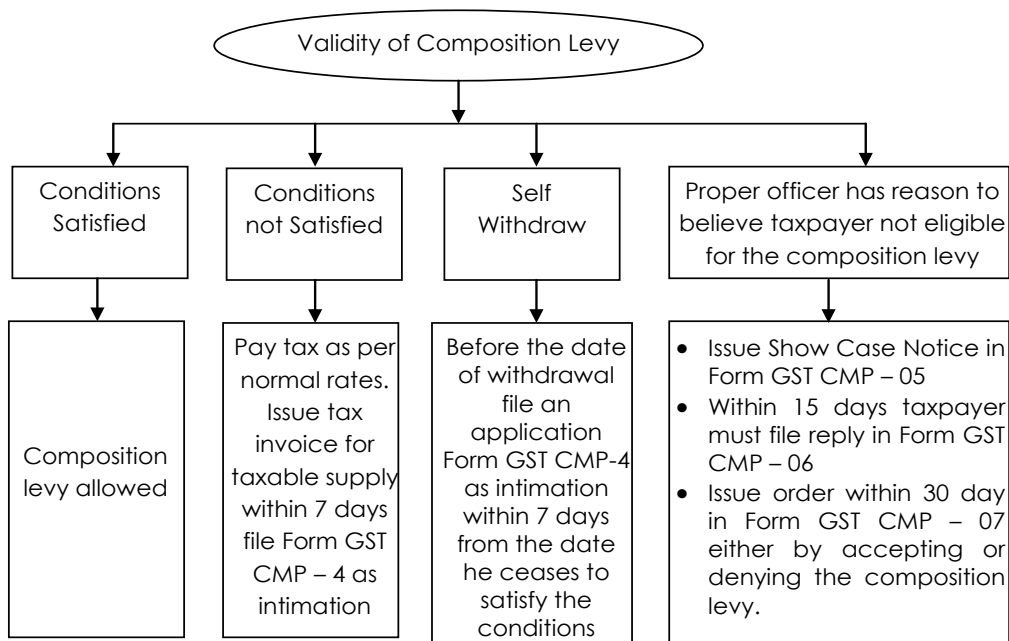 Validity of Composition Levy
Conditions
Satisfied
Conditions
not Satisfied
Self
Withdraw
Proper officer has reason to
believe taxpayer not eligible
for the composition levy
Composition
levy allowed
Pay tax as per
normal rates.
Issue tax
invoice for
taxable supply
within 7 days
file Form GST
CMP – 4 as
intimation
Before the date
of withdrawal
file an
application
Form GST CMP-4
as intimation
within 7 days
from the date
he ceases to
satisfy the
conditions
• Issue Show Case Notice in
Form GST CMP – 05
• Within 15 days taxpayer
must file reply in Form GST
CMP – 06
• Issue order within 30 day
in Form GST CMP – 07
either by accepting or
denying the composition
levy.